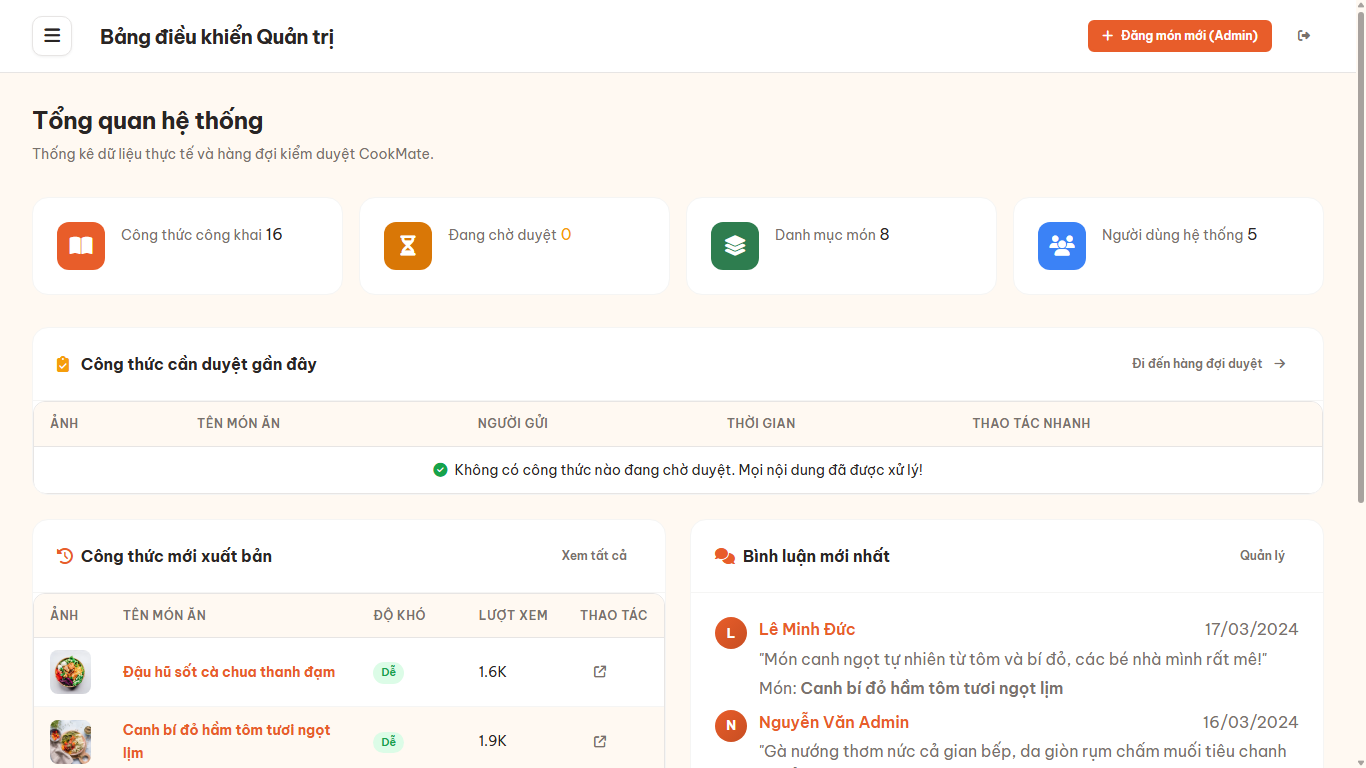 Bảng điều khiển Quản trị
Đăng món mới (Admin)
Tổng quan hệ thống
Thống kê dữ liệu thực tế và hàng đợi kiểm duyệt CookMate.
Công thức công khai 16
Đang chờ duyệt 0
Danh mục món 8
Người dùng hệ thống 5
Công thức cần duyệt gần đây
Đi đến hàng đợi duyệt
ẢNH TÊN MÓN ĂN NGƯỜI GỬI THỜI GIAN THAO TÁC NHANH
Không có công thức nào đang chờ duyệt. Mọi nội dung đã được xử lý!
Công thức mới xuất bản
Xem tất cả
ẢNH TÊN MÓN ĂN ĐỘ KHÓ LƯỢT XEM THAO TÁC
Đậu hũ sốt cà chua thanh đạm Dễ 1.6K
Canh bí đỏ hầm tôm tươi ngọt
lịm
Dễ 1.9K
Bình luận mới nhất
Quản lý
L Lê Minh Đức 17/03/2024
"Món canh ngọt tự nhiên từ tôm và bí đỏ, các bé nhà mình rất mê!"
Món: Canh bí đỏ hầm tôm tươi ngọt lịm
N Nguyễn Văn Admin 16/03/2024
"Gà nướng thơm nức cả gian bếp, da giòn rụm chấm muối tiêu chanh